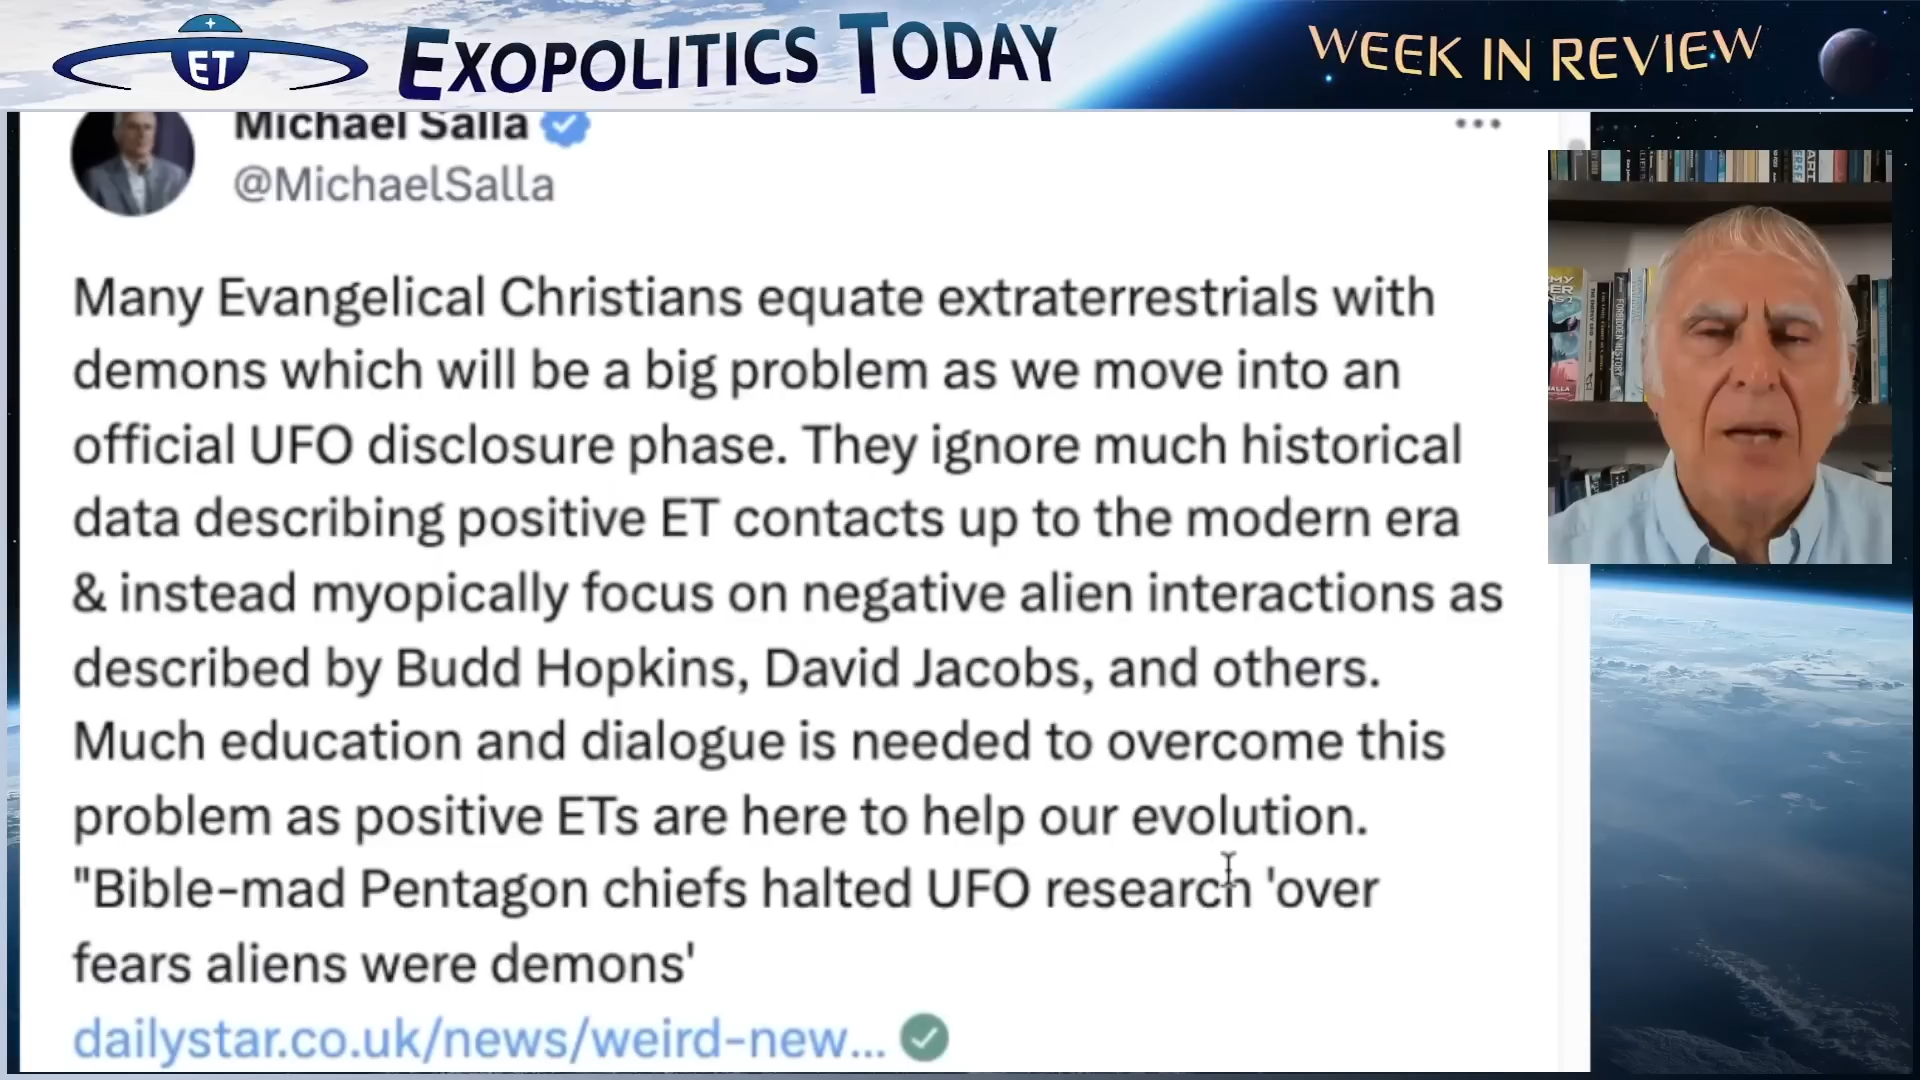 ET
EXOPOLITICS TODAY
WEEK IN REVIEW
Michael Salla
@MichaelSalla
Many Evangelical Christians equate extraterrestrials with
demons which will be a big problem as we move into an
official UFO disclosure phase. They ignore much historical
data describing positive ET contacts up to the modern era
& instead myopically focus on negative alien interactions as
described by Budd Hopkins, David Jacobs, and others.
Much education and dialogue is needed to overcome this
problem as positive ETs are here to help our evolution.
"Bible-mad Pentagon chiefs halted UFO research 'over
fears aliens were demons'
dailystar.co.uk/news/weird-new...
FORBIDDEN HISTORY